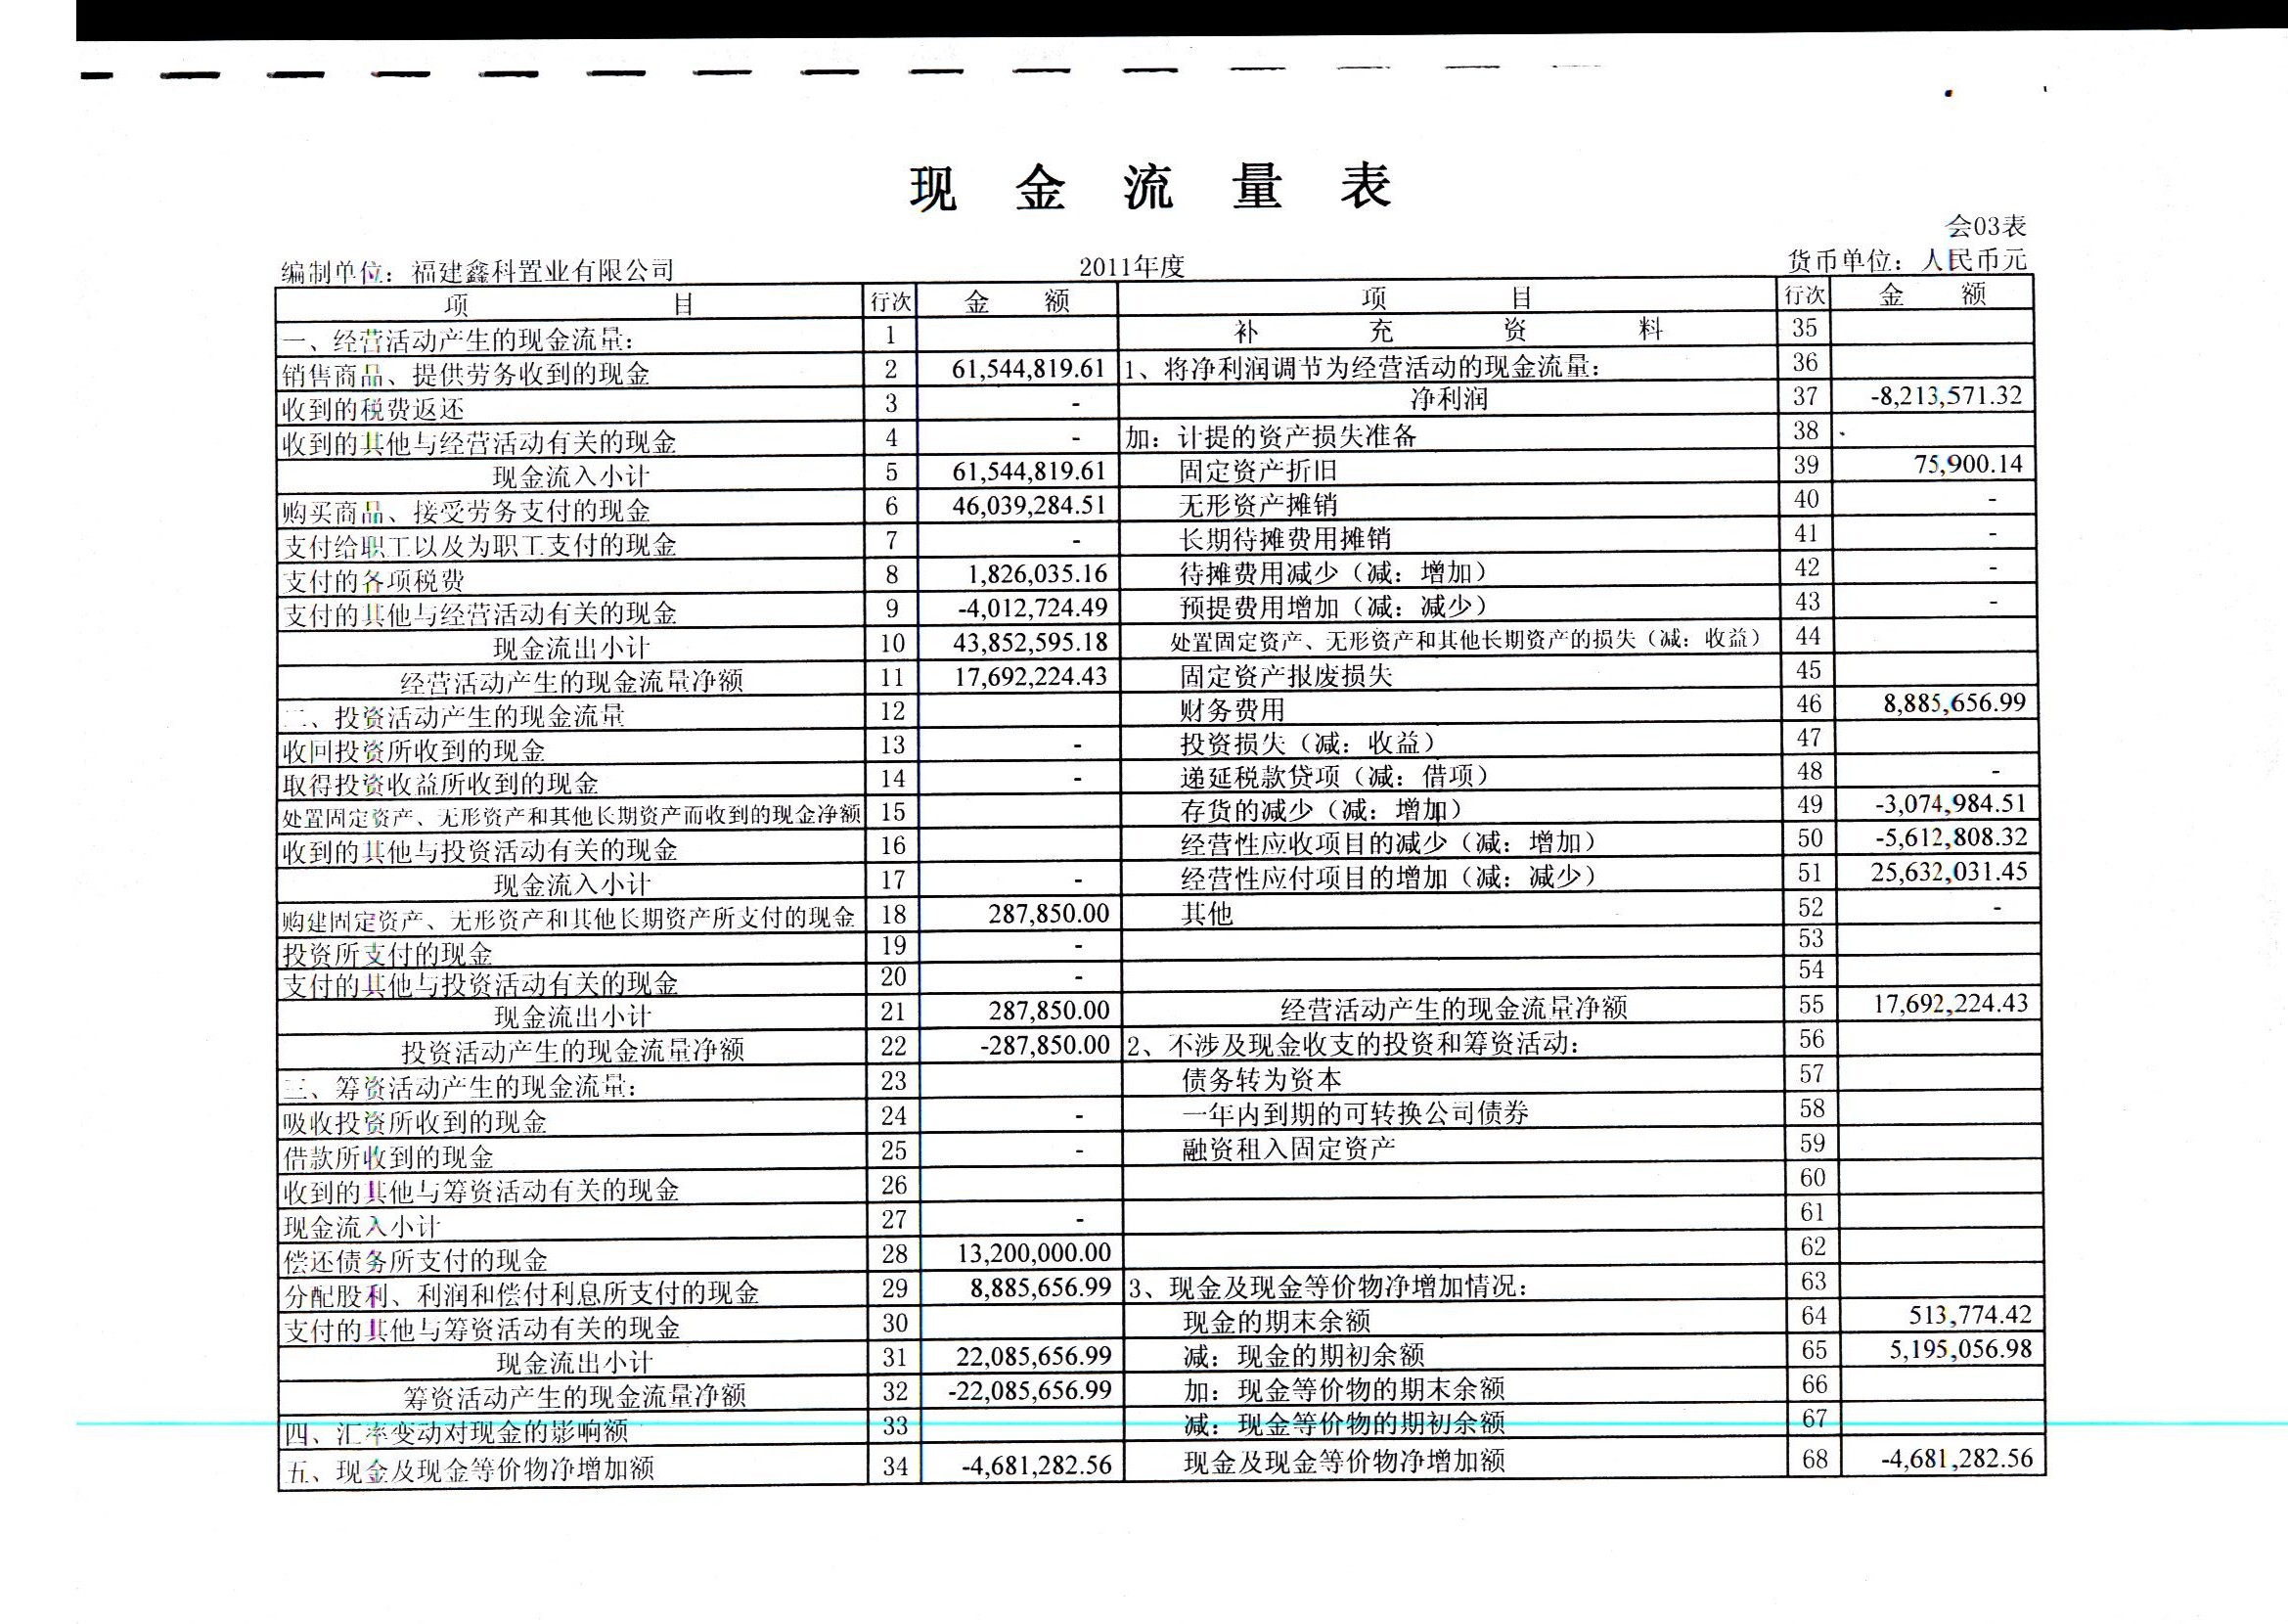 现 金 流 量 表
会03表
编制单位：福建鑫科置业有限公司 2011年度 货币单位：人民币元
项 目 行次 金 额 项 目 行次 金 额
一、经营活动产生的现金流量： 1 补 充 资 料 35
销售商品、提供劳务收到的现金 2 61,544,819.61 1、将净利润调节为经营活动的现金流量： 36
收到的税费返还 3 - 净利润 37 -8,213,571.32
收到的其他与经营活动有关的现金 4 - 加：计提的资产损失准备 38
现金流入小计 5 61,544,819.61 固定资产折旧 39 75,900.14
购买商品、接受劳务支付的现金 6 46,039,284.51 无形资产摊销 40 -
支付给职工以及为职工支付的现金 7 - 长期待摊费用摊销 41 -
支付的各项税费 8 1,826,035.16 待摊费用减少（减：增加） 42 -
支付的其他与经营活动有关的现金 9 -4,012,724.49 预提费用增加（减：减少） 43 -
现金流出小计 10 43,852,595.18 处置固定资产、无形资产和其他长期资产的损失（减：收益） 44
经营活动产生的现金流量净额 11 17,692,224.43 固定资产报废损失 45
二、投资活动产生的现金流量 12 财务费用 46 8,885,656.99
收回投资所收到的现金 13 - 投资损失（减：收益） 47
取得投资收益所收到的现金 14 - 递延税款贷项（减：借项） 48 -
处置固定资产、无形资产和其他长期资产而收到的现金净额 15 存货的减少（减：增加） 49 -3,074,984.51
收到的其他与投资活动有关的现金 16 经营性应收项目的减少（减：增加） 50 -5,612,808.32
现金流入小计 17 - 经营性应付项目的增加（减：减少） 51 25,632,031.45
购建固定资产、无形资产和其他长期资产所支付的现金 18 287,850.00 其他 52 -
投资所支付的现金 19 - 53
支付的其他与投资活动有关的现金 20 - 54
现金流出小计 21 287,850.00 经营活动产生的现金流量净额 55 17,692,224.43
投资活动产生的现金流量净额 22 -287,850.00 2、不涉及现金收支的投资和筹资活动： 56
三、筹资活动产生的现金流量： 23 债务转为资本 57
吸收投资所收到的现金 24 - 一年内到期的可转换公司债券 58
借款所收到的现金 25 - 融资租入固定资产 59
收到的其他与筹资活动有关的现金 26 60
现金流入小计 27 - 61
偿还债务所支付的现金 28 13,200,000.00 62
分配股利、利润和偿付利息所支付的现金 29 8,885,656.99 3、现金及现金等价物净增加情况： 63
支付的其他与筹资活动有关的现金 30 现金的期末余额 64 513,774.42
现金流出小计 31 22,085,656.99 减：现金的期初余额 65 5,195,056.98
筹资活动产生的现金流量净额 32 -22,085,656.99 加：现金等价物的期末余额 66
四、汇率变动对现金的影响额 33 减：现金等价物的期初余额 67
五、现金及现金等价物净增加额 34 -4,681,282.56 现金及现金等价物净增加额 68 -4,681,282.56